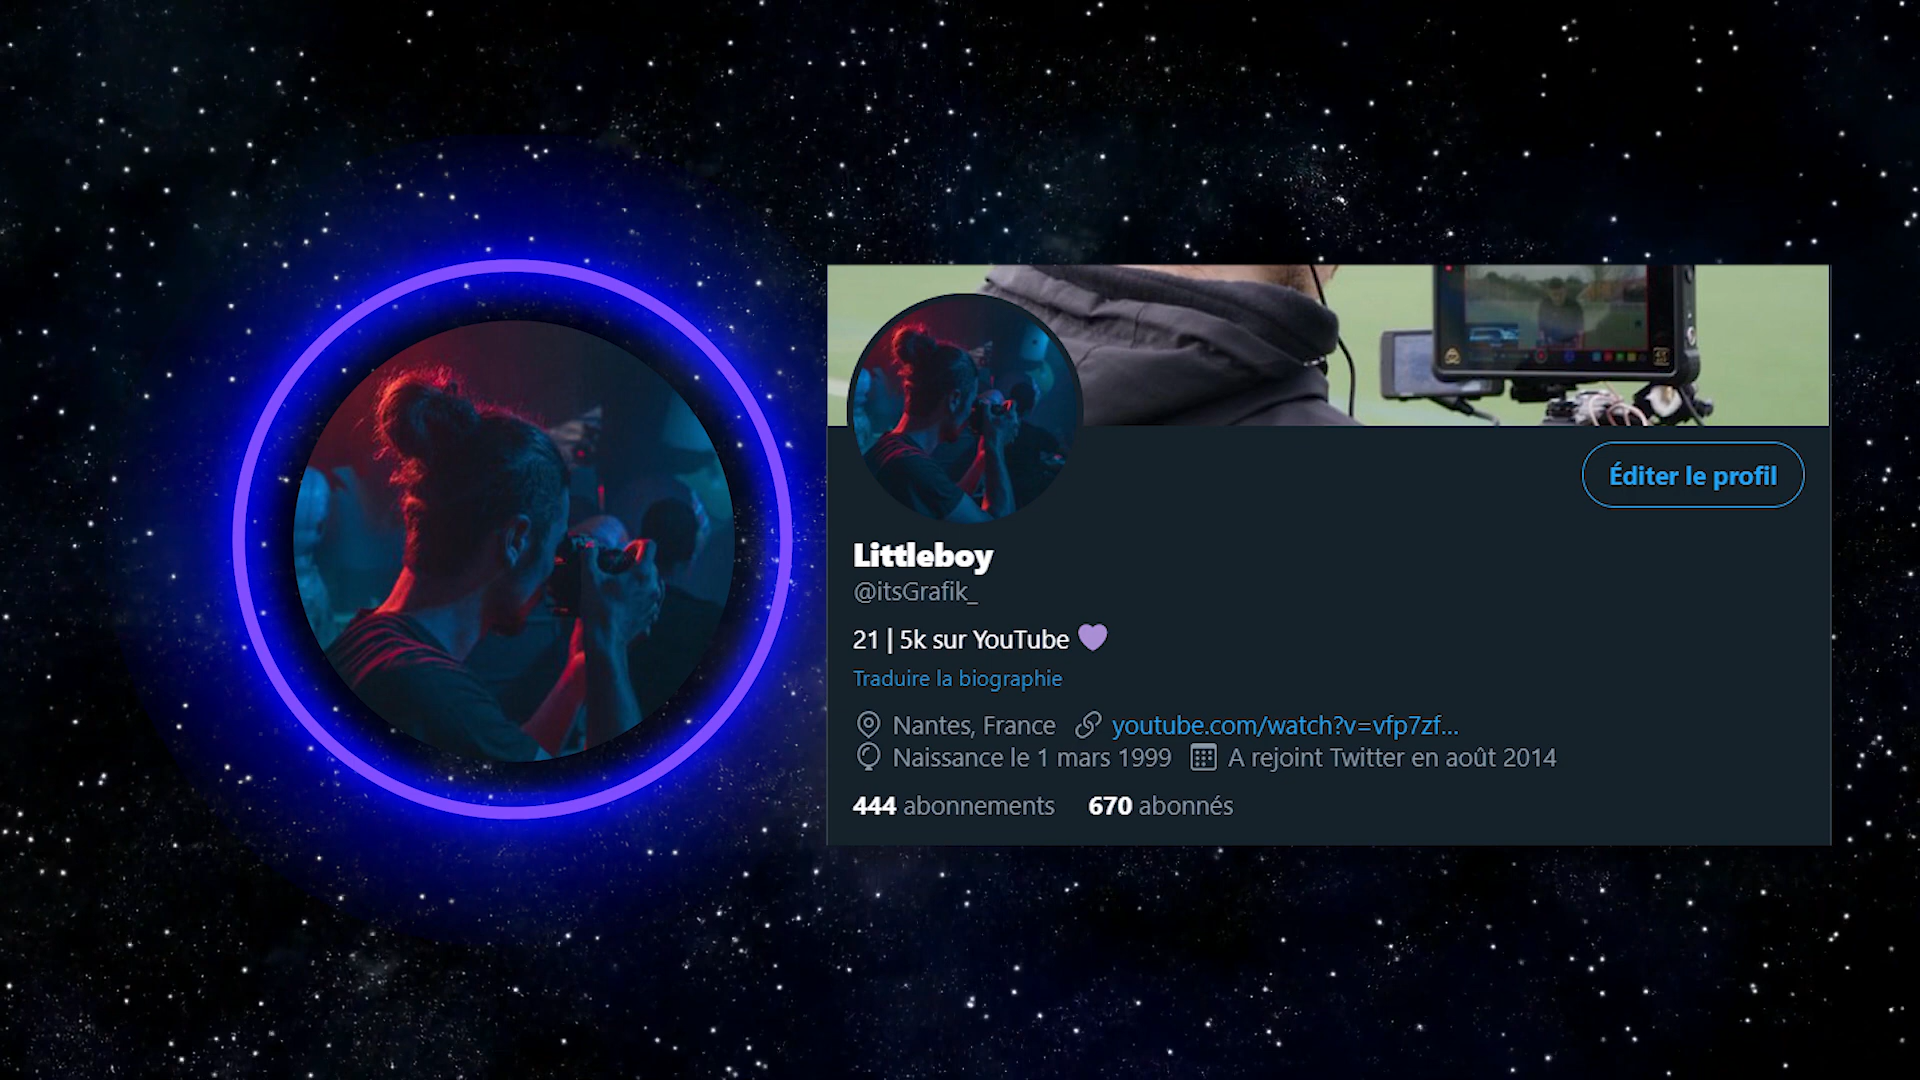 Éditer le profil
Littleboy
@itsGrafik_
21 | 5k sur YouTube 💜
Traduire la biographie
Nantes, France youtube.com/watch?v=vfp7zf...
Naissance le 1 mars 1999 A rejoint Twitter en août 2014
444 abonnements 670 abonnés